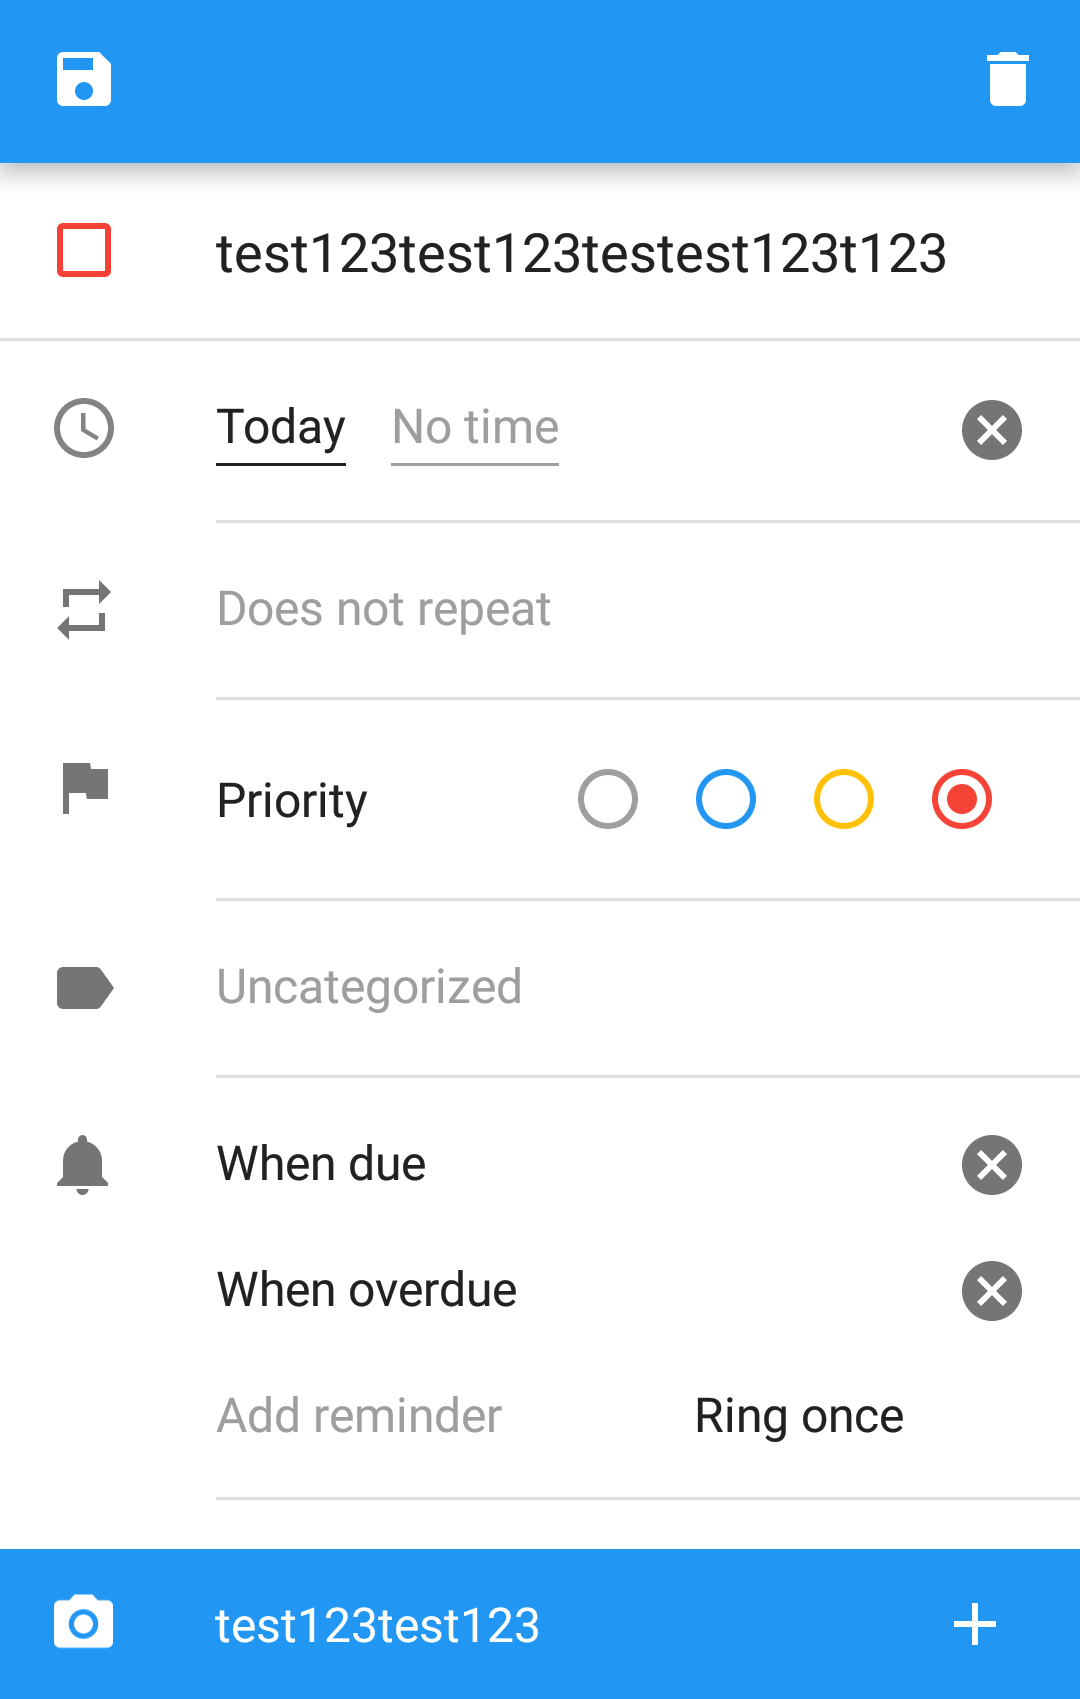 test123test123testest123t123
Today No time
Does not repeat
Priority
Uncategorized
When due
When overdue
Add reminder Ring once
test123test123